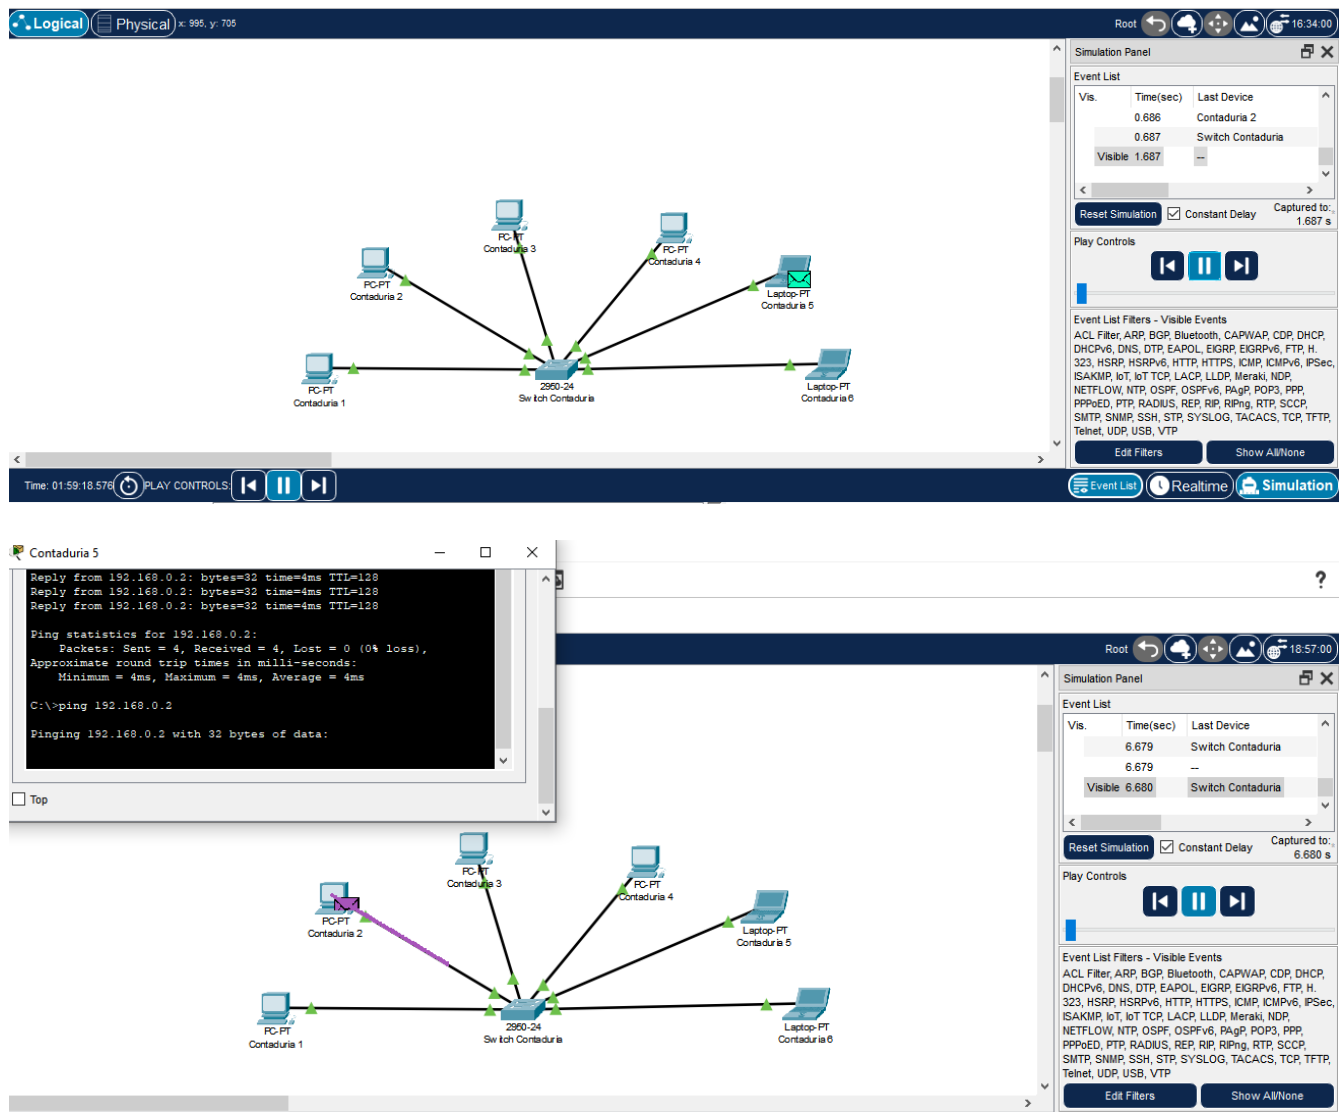 Logical Physical x: 995, y: 705 Root 16:34:00
Simulation Panel
Event List
Vis. Time(sec) Last Device
0.686 Contaduria 2
0.687 Switch Contaduria
Visible 1.687 --
Reset Simulation Constant Delay Captured to:
1.687 s
Play Controls
Event List Filters - Visible Events
ACL Filter, ARP, BGP, Bluetooth, CAPWAP, CDP, DHCP,
DHCPv6, DNS, DTP, EAPOL, EIGRP, EIGRPv6, FTP, H.
323, HSRP, HSRPv6, HTTP, HTTPS, ICMP, ICMPv6, IPSec,
ISAKMP, IoT, IoT TCP, LACP, LLDP, Meraki, NDP,
NETFLOW, NTP, OSPF, OSPFv6, PAgP, POP3, PPP,
PPPoED, PTP, RADIUS, REP, RIP, RIPng, RTP, SCCP,
SMTP, SNMP, SSH, STP, SYSLOG, TACACS, TCP, TFTP,
Telnet, UDP, USB, VTP
Edit Filters Show All/None
PC-PT
Contaduria 3
PC-PT
Contaduria 4
PC-PT
Contaduria 2
Laptop-PT
Contaduria 5
PC-PT
Contaduria 1
2950-24
Switch Contaduria
Laptop-PT
Contaduria 6
Time: 01:59:18.576 PLAY CONTROLS: Event List Realtime Simulation
Contaduria 5
Reply from 192.168.0.2: bytes=32 time=4ms TTL=128
Reply from 192.168.0.2: bytes=32 time=4ms TTL=128
Reply from 192.168.0.2: bytes=32 time=4ms TTL=128
Ping statistics for 192.168.0.2:
Packets: Sent = 4, Received = 4, Lost = 0 (0% loss),
Approximate round trip times in milli-seconds:
Minimum = 4ms, Maximum = 4ms, Average = 4ms
C:\>ping 192.168.0.2
Pinging 192.168.0.2 with 32 bytes of data:
Top
?
Root 18:57:00
Simulation Panel
Event List
Vis. Time(sec) Last Device
6.679 Switch Contaduria
6.679 --
Visible 6.680 Switch Contaduria
Reset Simulation Constant Delay Captured to:
6.680 s
Play Controls
Event List Filters - Visible Events
ACL Filter, ARP, BGP, Bluetooth, CAPWAP, CDP, DHCP,
DHCPv6, DNS, DTP, EAPOL, EIGRP, EIGRPv6, FTP, H.
323, HSRP, HSRPv6, HTTP, HTTPS, ICMP, ICMPv6, IPSec,
ISAKMP, IoT, IoT TCP, LACP, LLDP, Meraki, NDP,
NETFLOW, NTP, OSPF, OSPFv6, PAgP, POP3, PPP,
PPPoED, PTP, RADIUS, REP, RIP, RIPng, RTP, SCCP,
SMTP, SNMP, SSH, STP, SYSLOG, TACACS, TCP, TFTP,
Telnet, UDP, USB, VTP
Edit Filters Show All/None
PC-PT
Contaduria 3
PC-PT
Contaduria 4
PC-PT
Contaduria 2
Laptop-PT
Contaduria 5
PC-PT
Contaduria 1
2950-24
Switch Contaduria
Laptop-PT
Contaduria 6